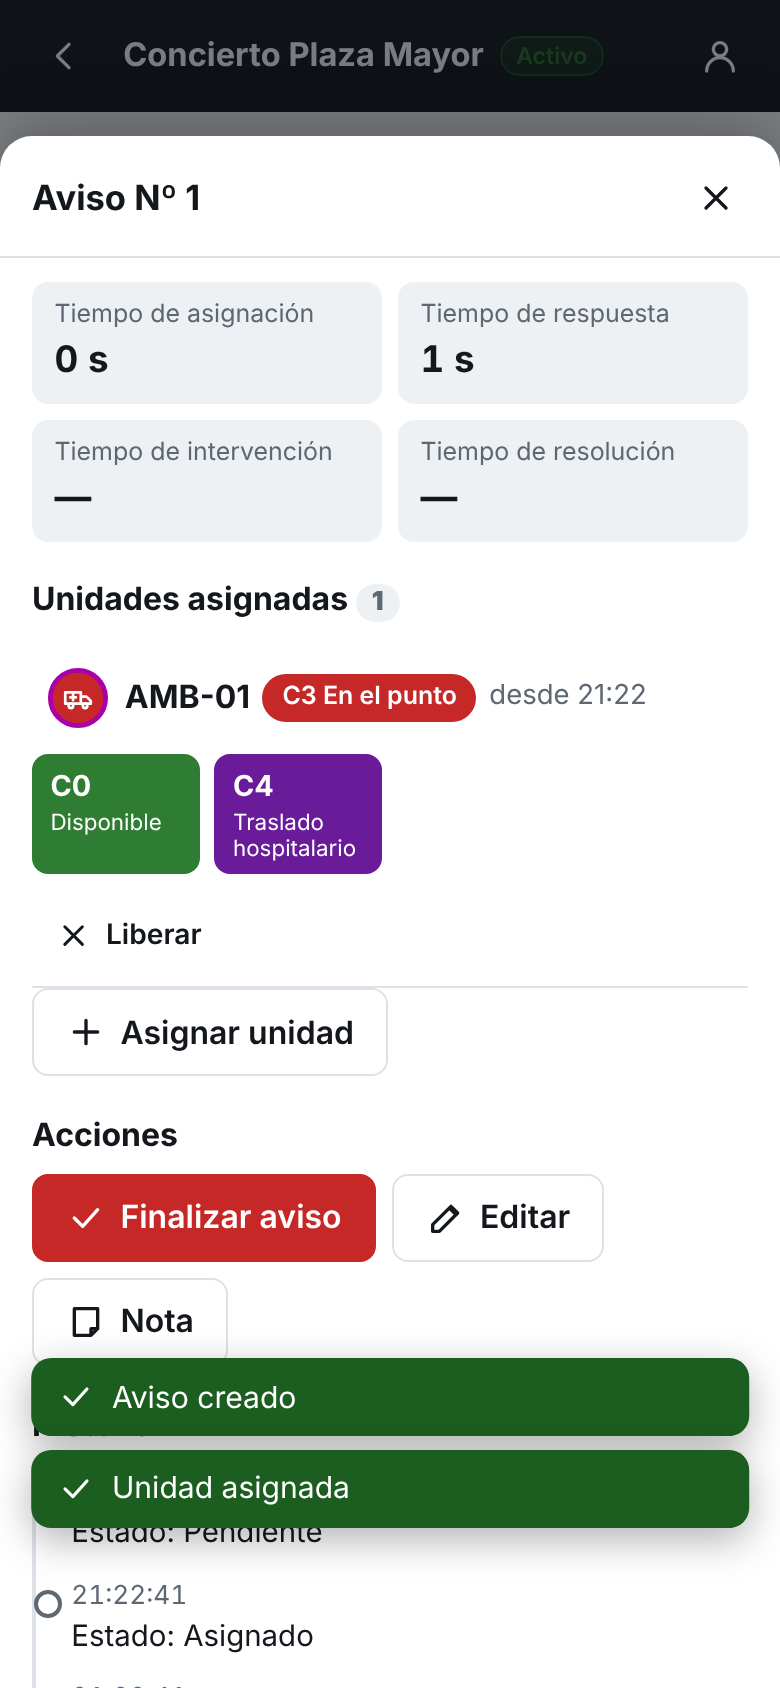 Concierto Plaza Mayor Activo
Aviso Nº 1
Tiempo de asignación
0 s
Tiempo de respuesta
1 s
Tiempo de intervención
—
Tiempo de resolución
—
Unidades asignadas 1
AMB-01 C3 En el punto desde 21:22
C0
Disponible
C4
Traslado
hospitalario
Liberar
Asignar unidad
Acciones
Finalizar aviso
Editar
Nota
Aviso creado
Unidad asignada
Estado: Pendiente
21:22:41
Estado: Asignado